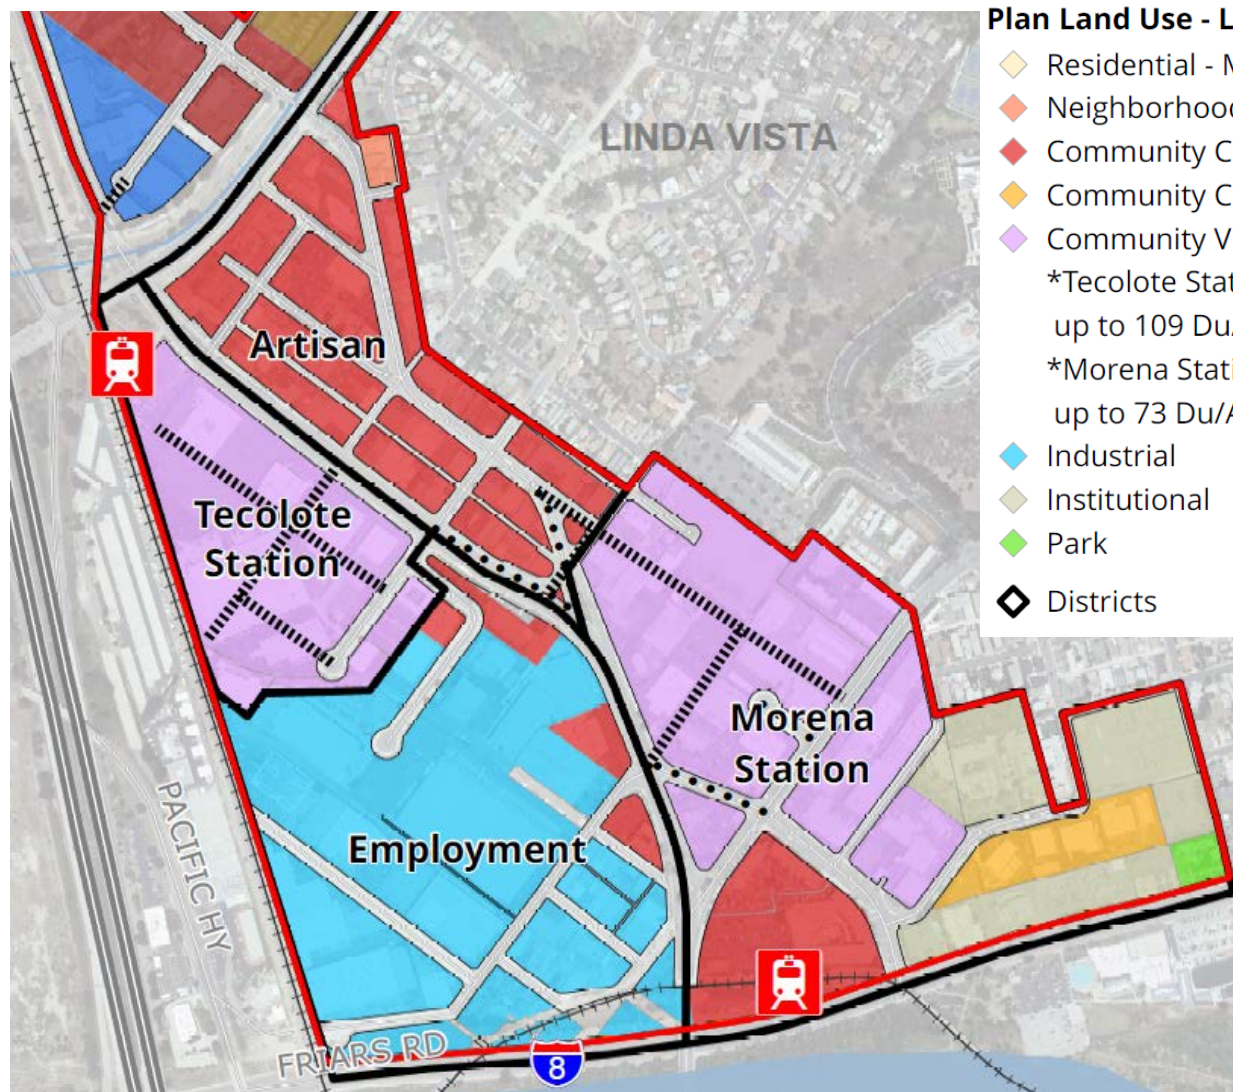 Plan Land Use - L
Residential - M
Neighborhood
Community C
Community C
Community V
*Tecolote Stat
up to 109 Du/
*Morena Stati
up to 73 Du/A
Industrial
Institutional
Park
Districts
LINDA VISTA
Artisan
Tecolote
Station
Morena
Station
Employment
PACIFIC HY
FRIARS RD
8